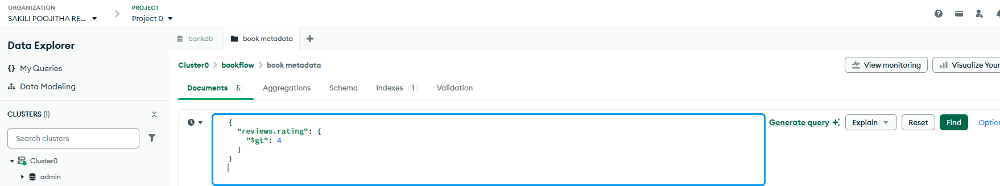 ORGANIZATION
SAKILI POOJITHA RE...
PROJECT
Project 0
Data Explorer
My Queries
Data Modeling
CLUSTERS (1)
Search clusters
Cluster0
admin
bankdb
book metadata
Cluster0 > bookflow > book metadata
View monitoring
Visualize Your
Documents 5
Aggregations
Schema
Indexes 1
Validation
{
"reviews.rating": {
"$gt": 4
}
}
Generate query
Explain
Reset
Find
Option